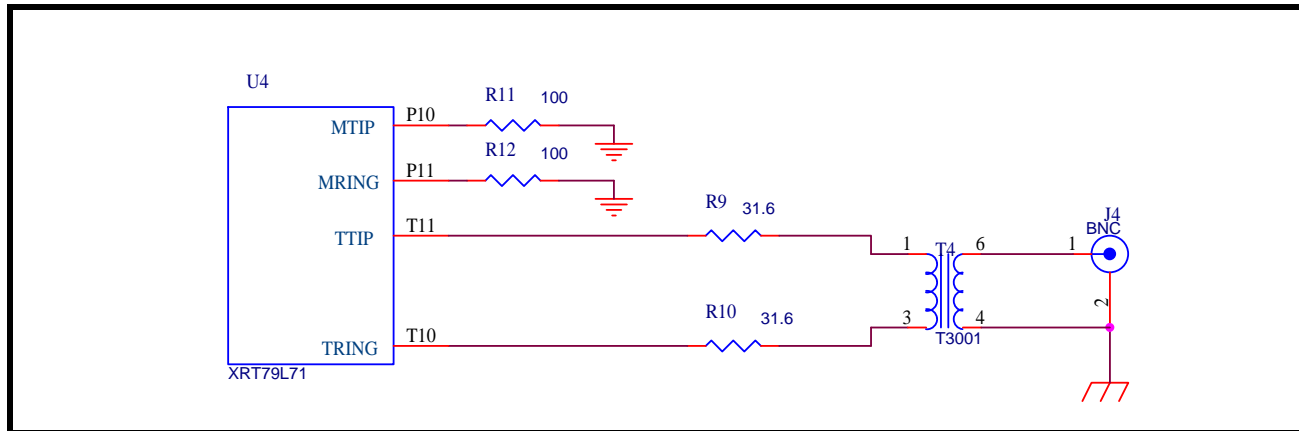 U4
R11 100
MTIP P10
R12 100
MRING P11
R9 31.6
TTIP T11
J4
BNC
1 T4 6 1
2
R10 31.6
3 4
T3001
TRING T10
XRT79L71